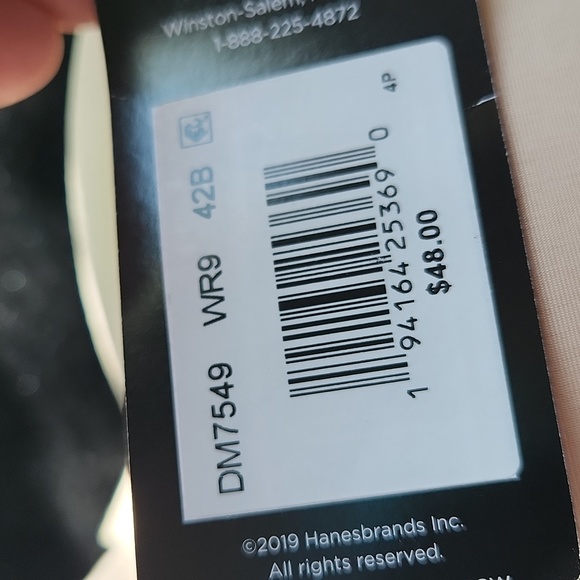 Winston-Salem,
1-888-225-4872
DM7549 WR9 42B
1 94164 25369 0
4P
$48.00
©2019 Hanesbrands Inc.
All rights reserved.